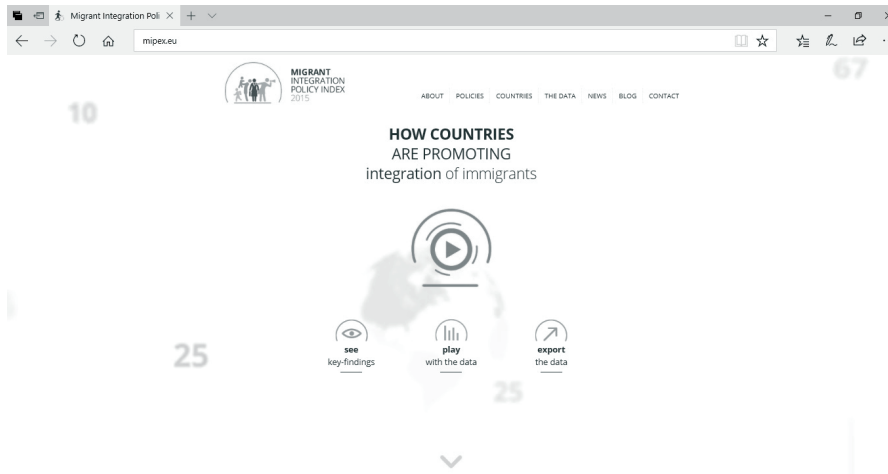 Migrant Integration Poli
mipex.eu
67
MIGRANT
INTEGRATION
POLICY INDEX
2015
ABOUT POLICIES COUNTRIES THE DATA NEWS BLOG CONTACT
10
HOW COUNTRIES
ARE PROMOTING
integration of immigrants
25
see
key-findings
play
with the data
export
the data
25